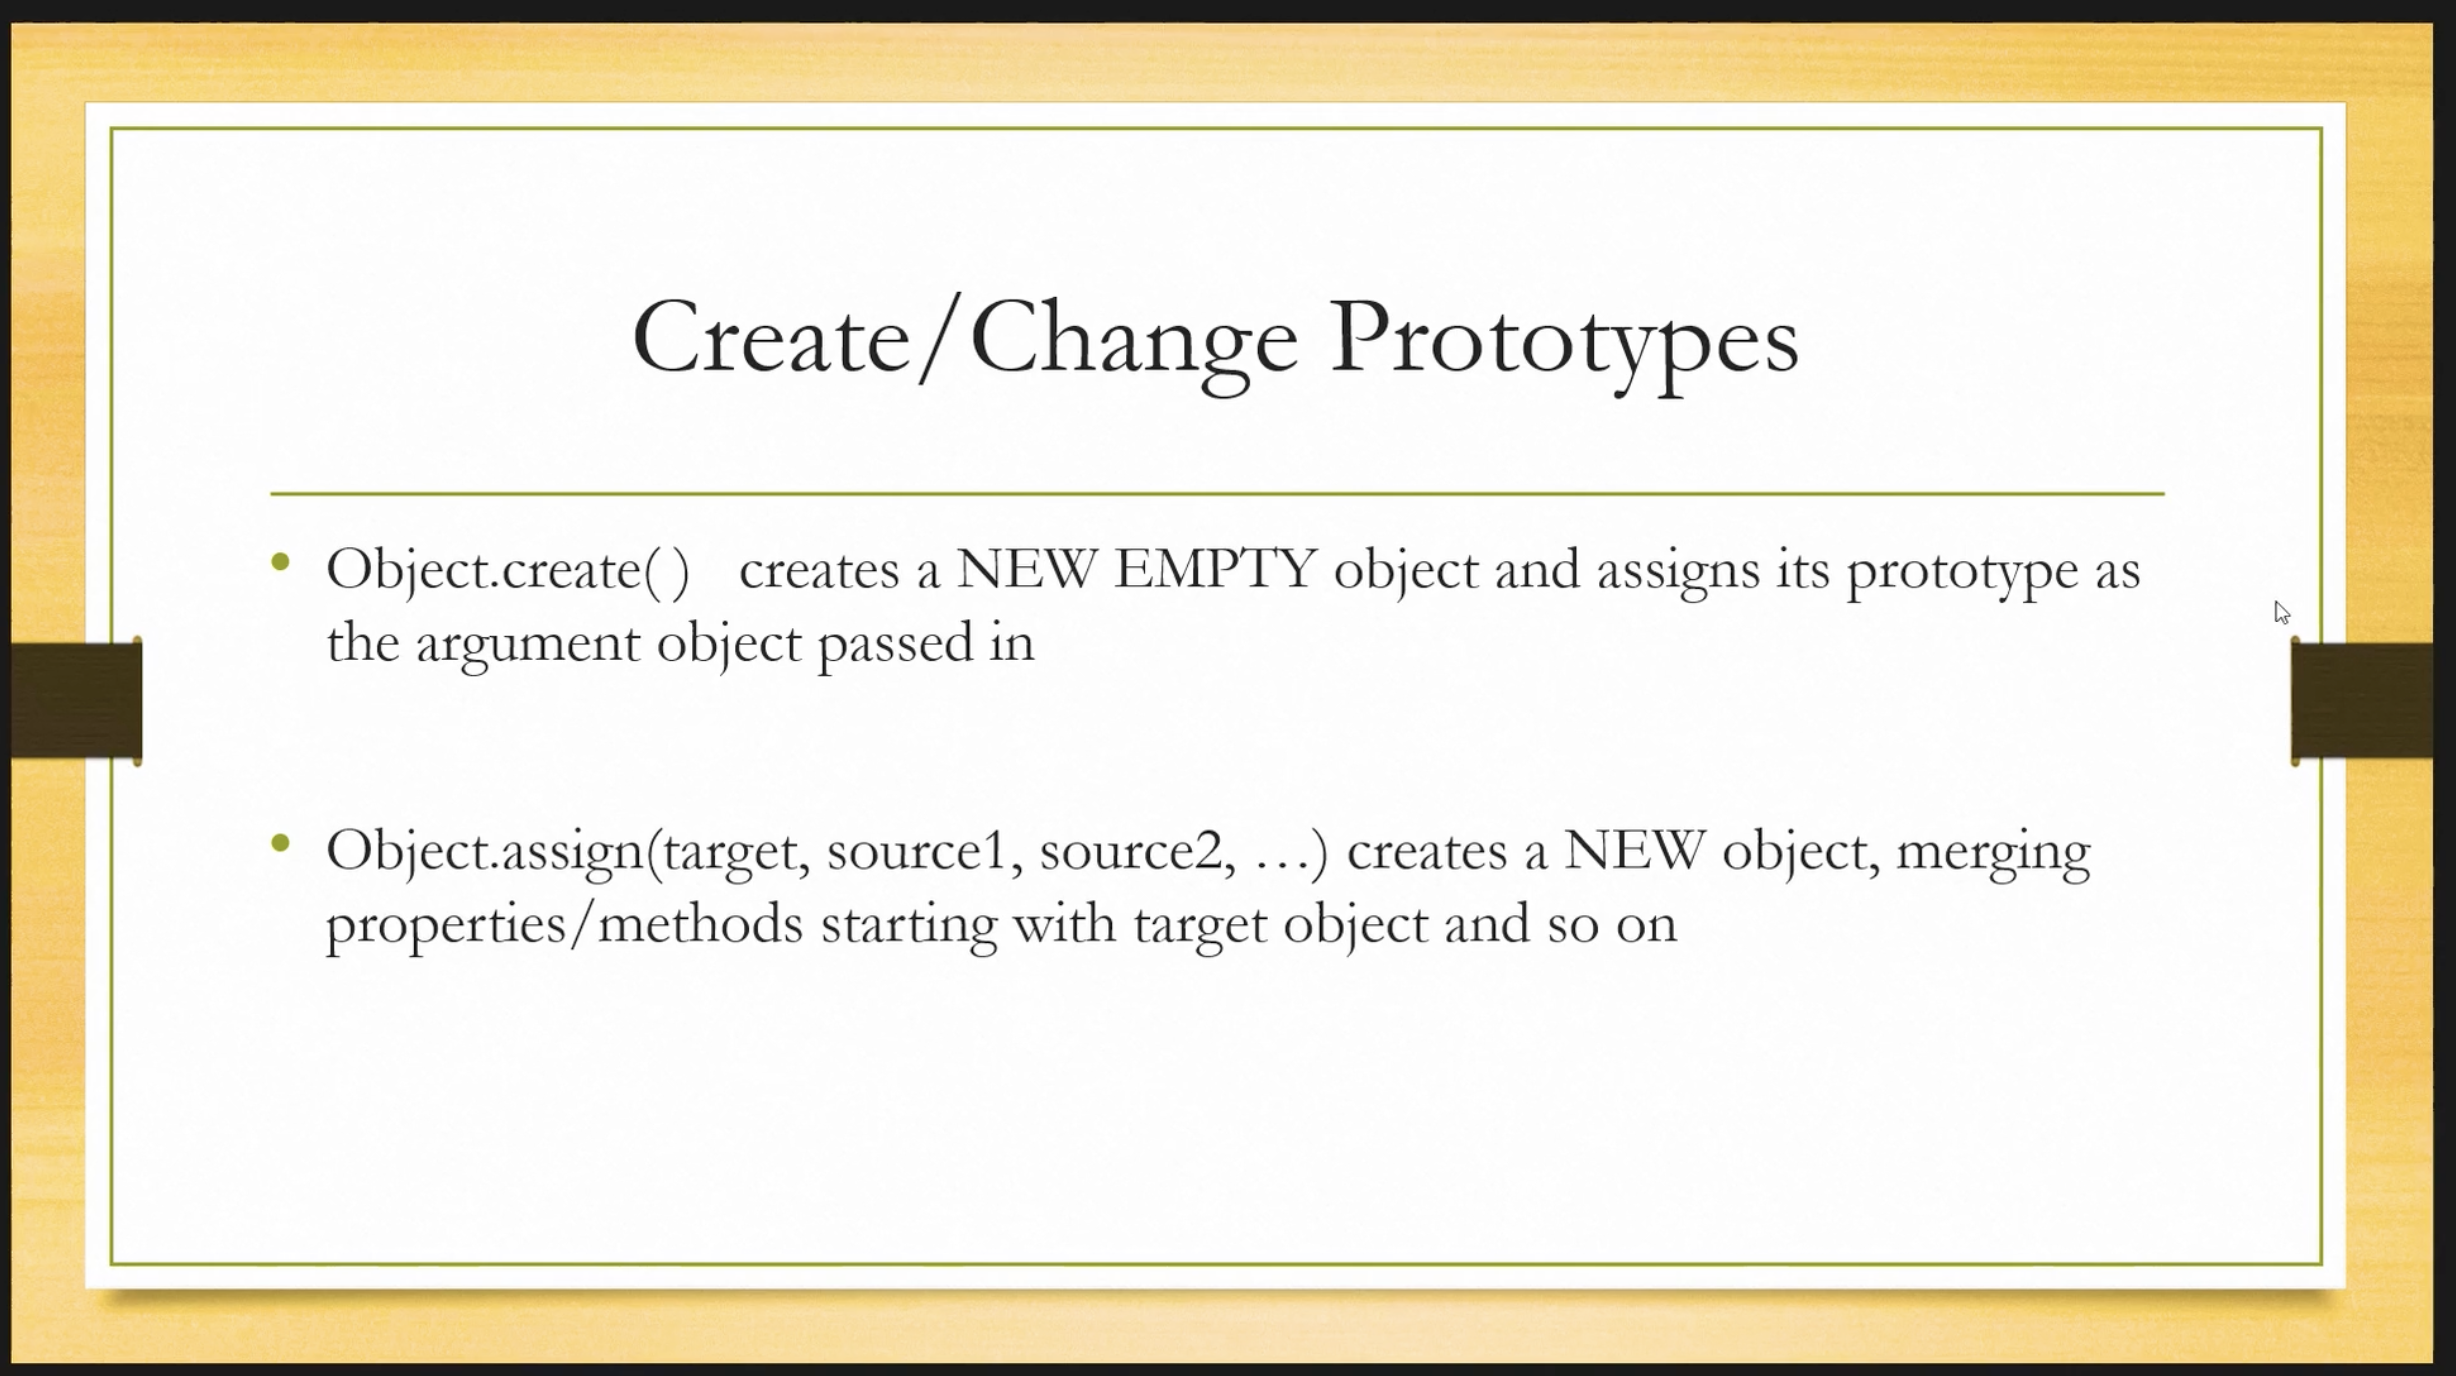 Create/Change Prototypes
• Object.create( )   creates a NEW EMPTY object and assigns its prototype as
the argument object passed in
• Object.assign(target, source1, source2, …) creates a NEW object, merging
properties/methods starting with target object and so on